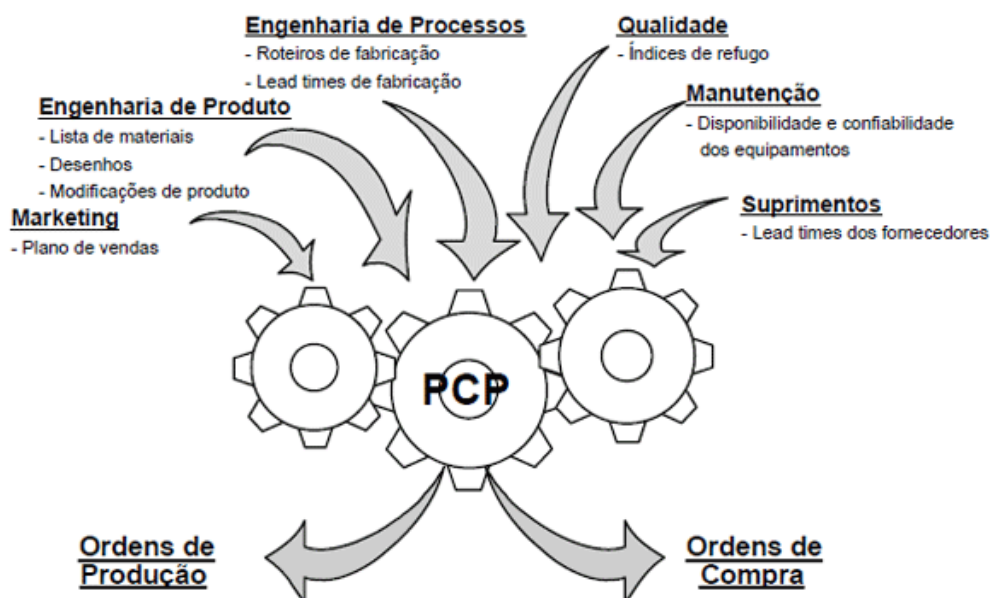 Engenharia de Processos
- Roteiros de fabricação
- Lead times de fabricação
Qualidade
- Índices de refugo
Engenharia de Produto
- Lista de materiais
- Desenhos
- Modificações de produto
Manutenção
- Disponibilidade e confiabilidade
dos equipamentos
Marketing
- Plano de vendas
Suprimentos
- Lead times dos fornecedores
PCP
Ordens de
Produção
Ordens de
Compra